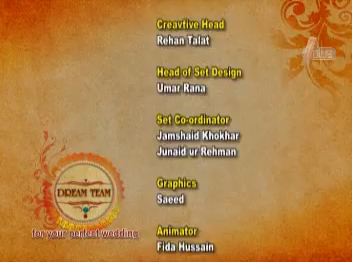 Creavtive Head
Rehan Talat
Head of Set Design
Umar Rana
Set Co-ordinator
Jamshaid Khokhar
Junaid ur Rehman
Graphics
Saeed
Animator
Fida Hussain
DREAM TEAM
for your perfect wedding